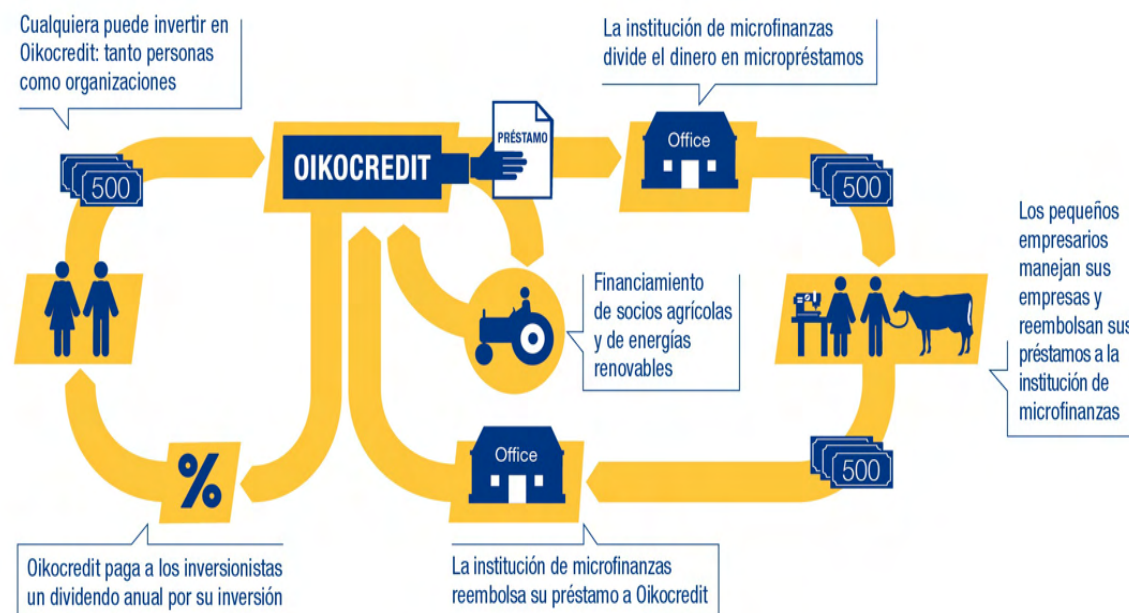 Cualquiera puede invertir en
Oikocredit: tanto personas
como organizaciones
La institución de microfinanzas
divide el dinero en micropréstamos
500
OIKOCREDIT
PRÉSTAMO
Office
500
Los pequeños
empresarios
manejan sus
empresas y
reembolsan sus
préstamos a la
institución de
microfinanzas
Financiamiento
de socios agrícolas
y de energías
renovables
%
Office
500
Oikocredit paga a los inversionistas
un dividendo anual por su inversión
La institución de microfinanzas
reembolsa su préstamo a Oikocredit